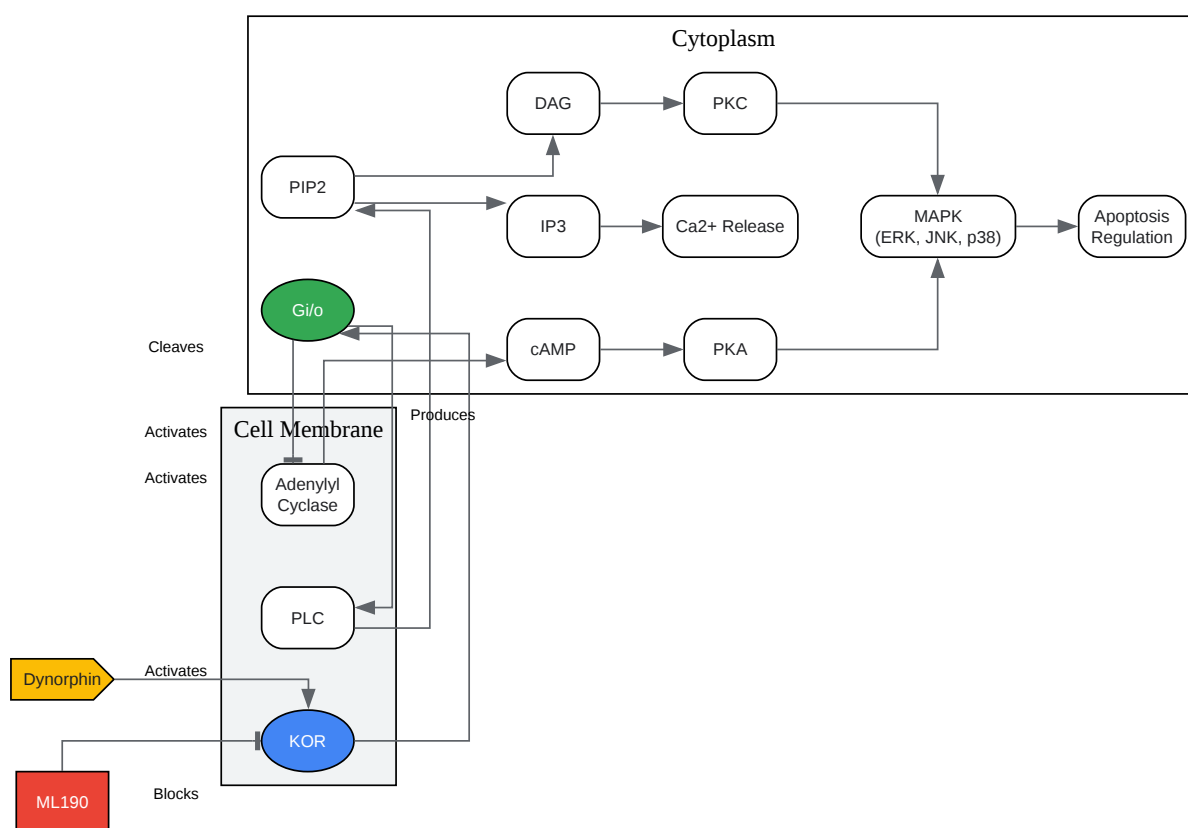 Cytoplasm
DAG
PKC
PIP2
IP3
Ca2+ Release
MAPK
(ERK, JNK, p38)
Apoptosis
Regulation
Gi/o
Cleaves
cAMP
PKA
Produces
Activates
Cell Membrane
Activates
Adenylyl
Cyclase
PLC
Dynorphin
Activates
KOR
Blocks
ML190